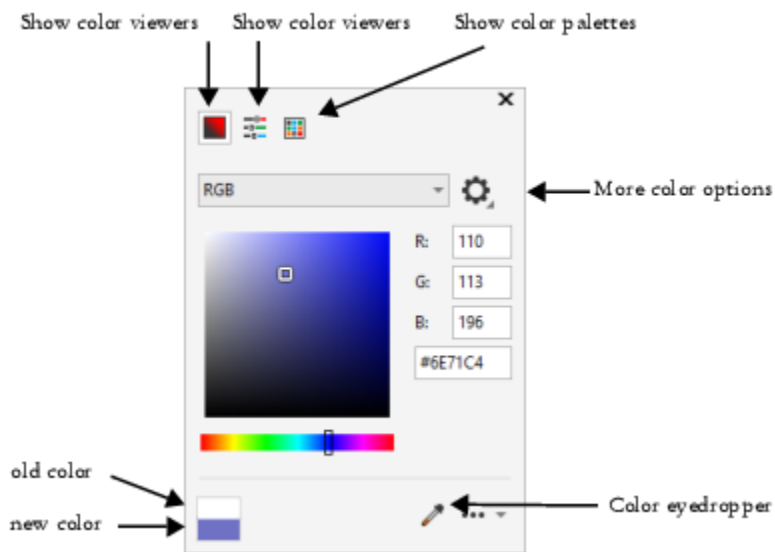 Show color viewers
Show color viewers
Show color palettes
RGB
More color options
R: 110
G: 113
B: 196
#6E71C4
old color
new color
Color eyedropper